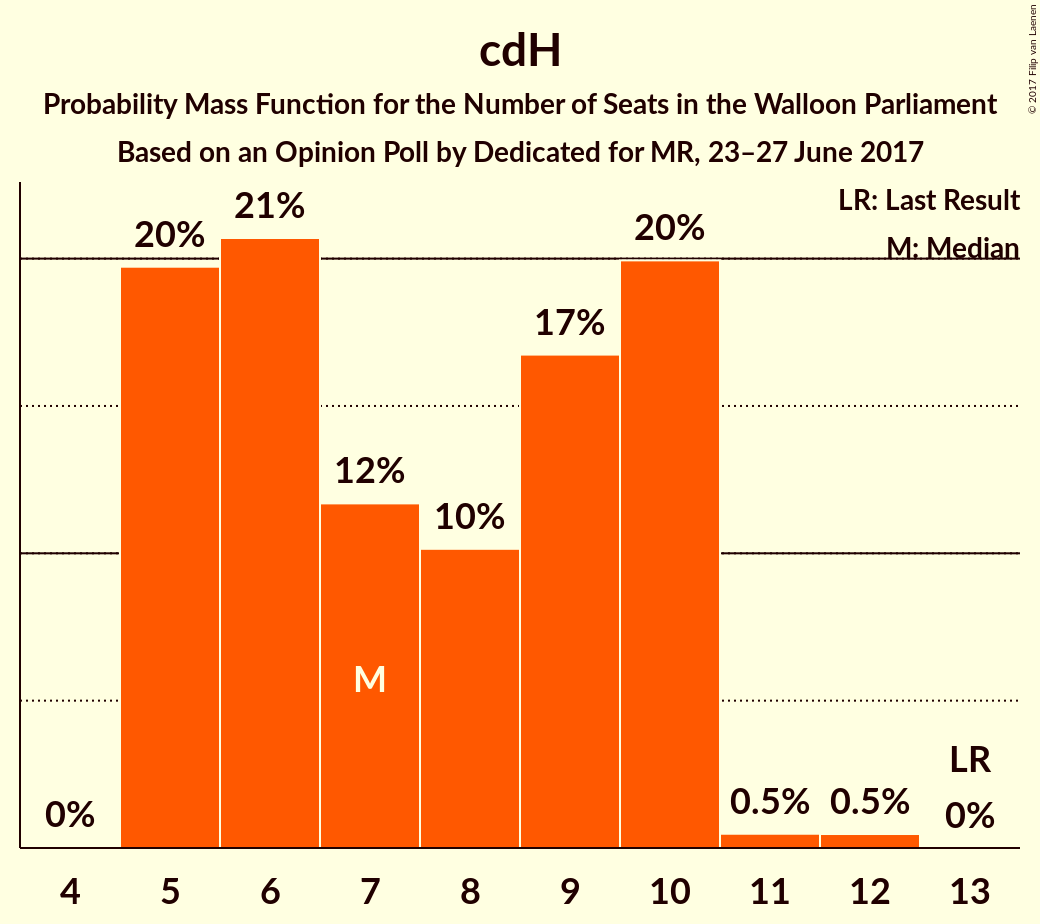 cdH
Probability Mass Function for the Number of Seats in the Walloon Parliament
Based on an Opinion Poll by Dedicated for MR, 23–27 June 2017
© 2017 Filip van Laenen
LR: Last Result
M: Median
0%
20%
21%
12%
10%
17%
20%
0.5%
0.5%
0%
M
LR
4 5 6 7 8 9 10 11 12 13